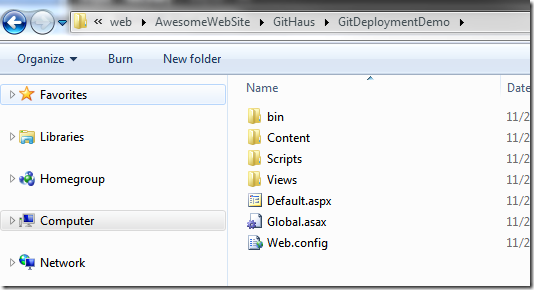 « web ▸ AwesomeWebSite ▸ GitHaus ▸ GitDeploymentDemo ▸
Organize ▾ Burn New folder
Name Date
Favorites
Libraries
Homegroup
Computer
Network
bin 11/2
Content 11/2
Scripts 11/2
Views 11/2
Default.aspx 11/2
Global.asax 11/2
Web.config 11/2